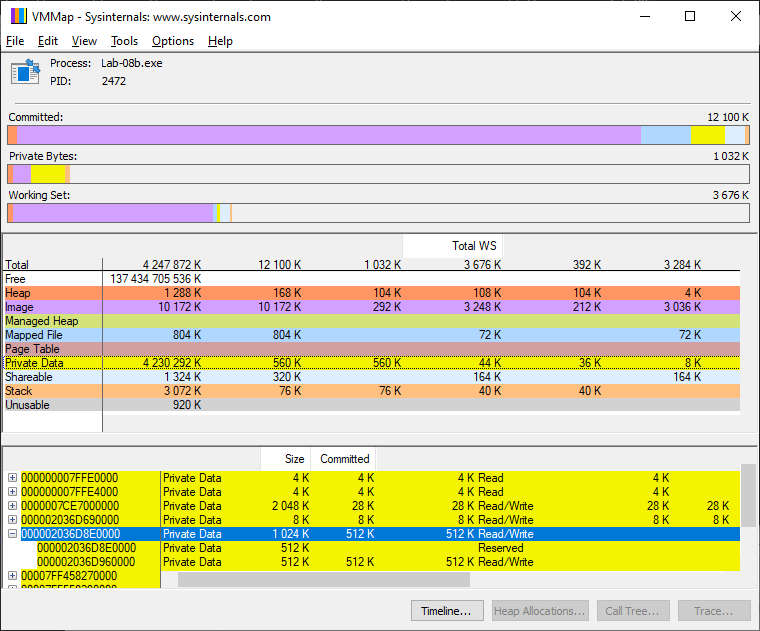 VMMap - Sysinternals: www.sysinternals.com
File Edit View Tools Options Help
Process: Lab-08b.exe
PID: 2472
Committed: 12 100 K
Private Bytes: 1 032 K
Working Set: 3 676 K
Total WS
Total 4 247 872 K 12 100 K 1 032 K 3 676 K 392 K 3 284 K
Free 137 434 705 536 K
Heap 1 288 K 168 K 104 K 108 K 104 K 4 K
Image 10 172 K 10 172 K 292 K 3 248 K 212 K 3 036 K
Managed Heap
Mapped File 804 K 804 K 72 K 72 K
Page Table
Private Data 4 230 292 K 560 K 560 K 44 K 36 K 8 K
Shareable 1 324 K 320 K 164 K 164 K
Stack 3 072 K 76 K 76 K 40 K 40 K
Unusable 920 K
Size Committed
000000007FFE0000 Private Data 4 K 4 K 4 K Read 4 K
000000007FFE4000 Private Data 4 K 4 K 4 K Read 4 K
0000007CE7000000 Private Data 2 048 K 28 K 28 K Read/Write 28 K 28 K
000002036D690000 Private Data 8 K 8 K 8 K Read/Write 8 K 8 K
000002036D8E0000 Private Data 1 024 K 512 K 512 K Read/Write
000002036D8E0000 Private Data 512 K Reserved
000002036D960000 Private Data 512 K 512 K 512 K Read/Write
00007FF458270000
Timeline... Heap Allocations... Call Tree... Trace...